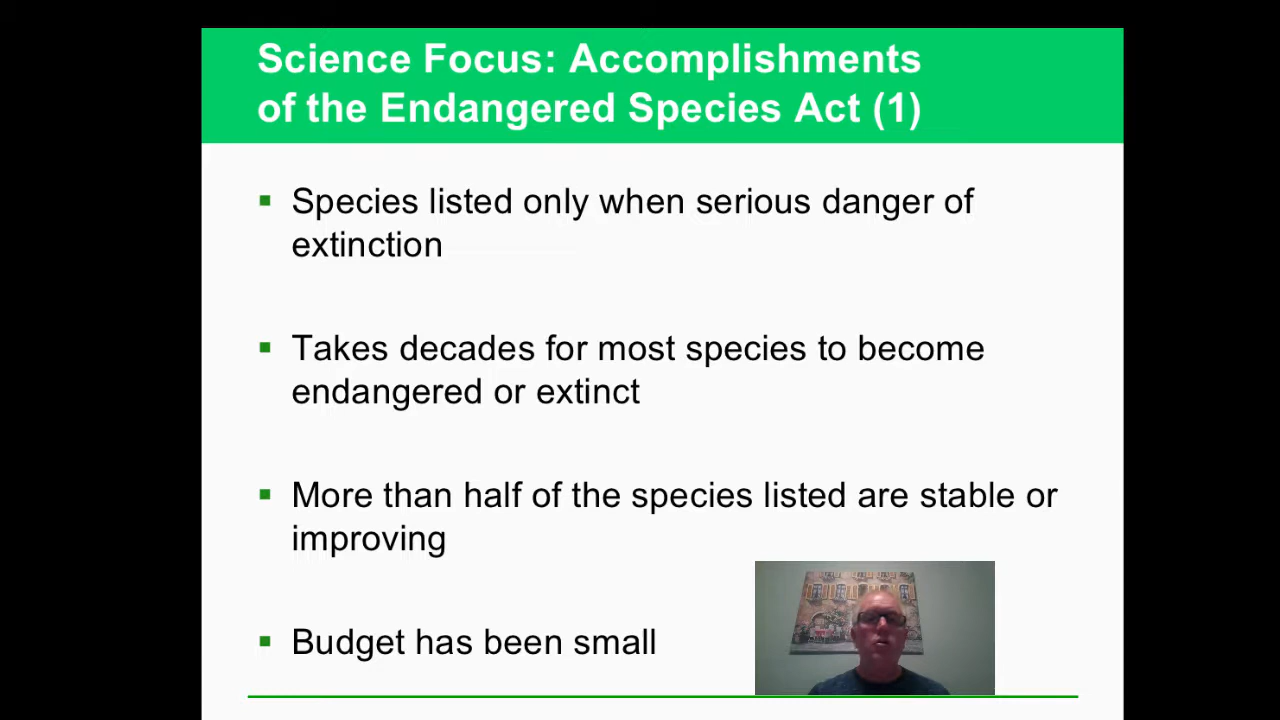 Science Focus: Accomplishments
of the Endangered Species Act (1)
▪ Species listed only when serious danger of
extinction
▪ Takes decades for most species to become
endangered or extinct
▪ More than half of the species listed are stable or
improving
▪ Budget has been small